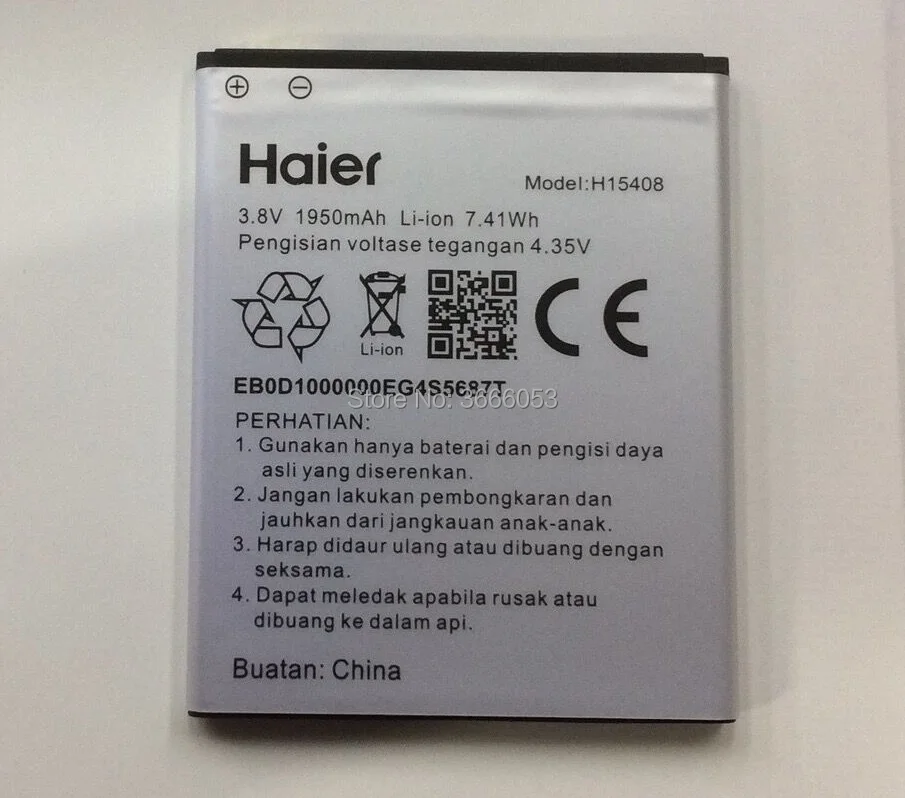 Haier
Model:H15408
3.8V 1950mAh Li-ion 7.41Wh
Pengisian voltase tegangan 4.35V
Li-ion
CE
EB0D1000000EG4S5687T
Store No: 3666053
PERHATIAN:
1. Gunakan hanya baterai dan pengisi daya
asli yang diserenkan.
2. Jangan lakukan pembongkaran dan
jauhkan dari jangkauan anak-anak.
3. Harap didaur ulang atau dibuang dengan
seksama.
4. Dapat meledak apabila rusak atau
dibuang ke dalam api.
Buatan: China